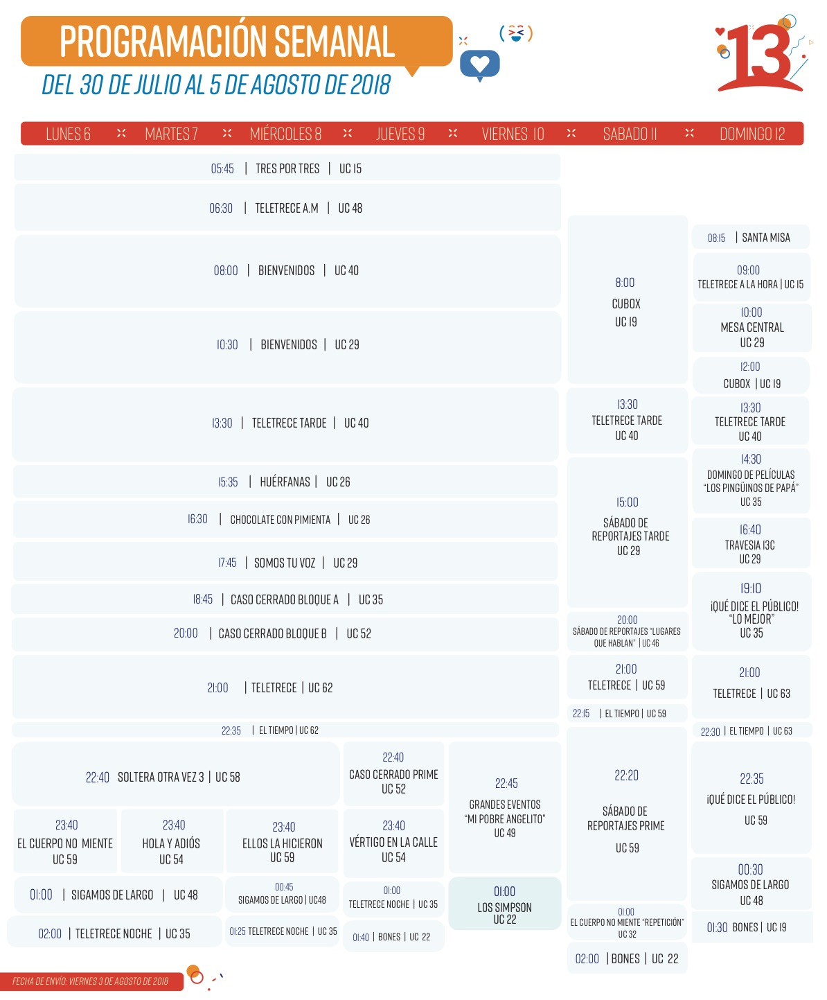 PROGRAMACIÓN SEMANAL
DEL 30 DE JULIO AL 5 DE AGOSTO DE 2018
13
LUNES 6 MARTES 7 MIÉRCOLES 8 JUEVES 9 VIERNES 10 SABADO 11 DOMINGO 12
05:45 | TRES POR TRES | UC 15
06:30 | TELETRECE A.M | UC 48
08:00 | BIENVENIDOS | UC 40
10:30 | BIENVENIDOS | UC 29
13:30 | TELETRECE TARDE | UC 40
15:35 | HUÉRFANAS | UC 26
16:30 | CHOCOLATE CON PIMIENTA | UC 26
17:45 | SOMOS TU VOZ | UC 29
18:45 | CASO CERRADO BLOQUE A | UC 35
20:00 | CASO CERRADO BLOQUE B | UC 52
21:00 | TELETRECE | UC 62
22:35 | EL TIEMPO | UC 62
22:40 SOLTERA OTRA VEZ 3 | UC 58
23:40
EL CUERPO NO MIENTE
UC 59
23:40
HOLA Y ADIÓS
UC 54
23:40
ELLOS LA HICIERON
UC 59
01:00 | SIGAMOS DE LARGO | UC 48
02:00 | TELETRECE NOCHE | UC 35
00:45
SIGAMOS DE LARGO | UC48
01:25 TELETRECE NOCHE | UC 35
22:40
CASO CERRADO PRIME
UC 52
23:40
VÉRTIGO EN LA CALLE
UC 54
01:00
TELETRECE NOCHE | UC 35
01:40 | BONES | UC 22
22:45
GRANDES EVENTOS
“MI POBRE ANGELITO”
UC 49
01:00
LOS SIMPSON
UC 22
8:00
CUBOX
UC 19
13:30
TELETRECE TARDE
UC 40
15:00
SÁBADO DE
REPORTAJES TARDE
UC 29
20:00
SÁBADO DE REPORTAJES “LUGARES
QUE HABLAN” | UC 46
21:00
TELETRECE | UC 59
22:15 | EL TIEMPO | UC 59
22:20
SÁBADO DE
REPORTAJES PRIME
UC 59
01:00
EL CUERPO NO MIENTE “REPETICIÓN”
UC 32
02:00 | BONES | UC 22
08:15 | SANTA MISA
09:00
TELETRECE A LA HORA | UC 15
10:00
MESA CENTRAL
UC 29
12:00
CUBOX | UC 19
13:30
TELETRECE TARDE
UC 40
14:30
DOMINGO DE PELÍCULAS
“LOS PINGÜINOS DE PAPÁ”
UC 35
16:40
TRAVESIA 13C
UC 29
19:10
¡QUÉ DICE EL PÚBLICO!
“LO MEJOR”
UC 35
21:00
TELETRECE | UC 63
22:30 | EL TIEMPO | UC 63
22:35
¡QUÉ DICE EL PÚBLICO!
UC 59
00:30
SIGAMOS DE LARGO
UC 48
01:30 BONES | UC 19
FECHA DE ENVÍO: VIERNES 3 DE AGOSTO DE 2018